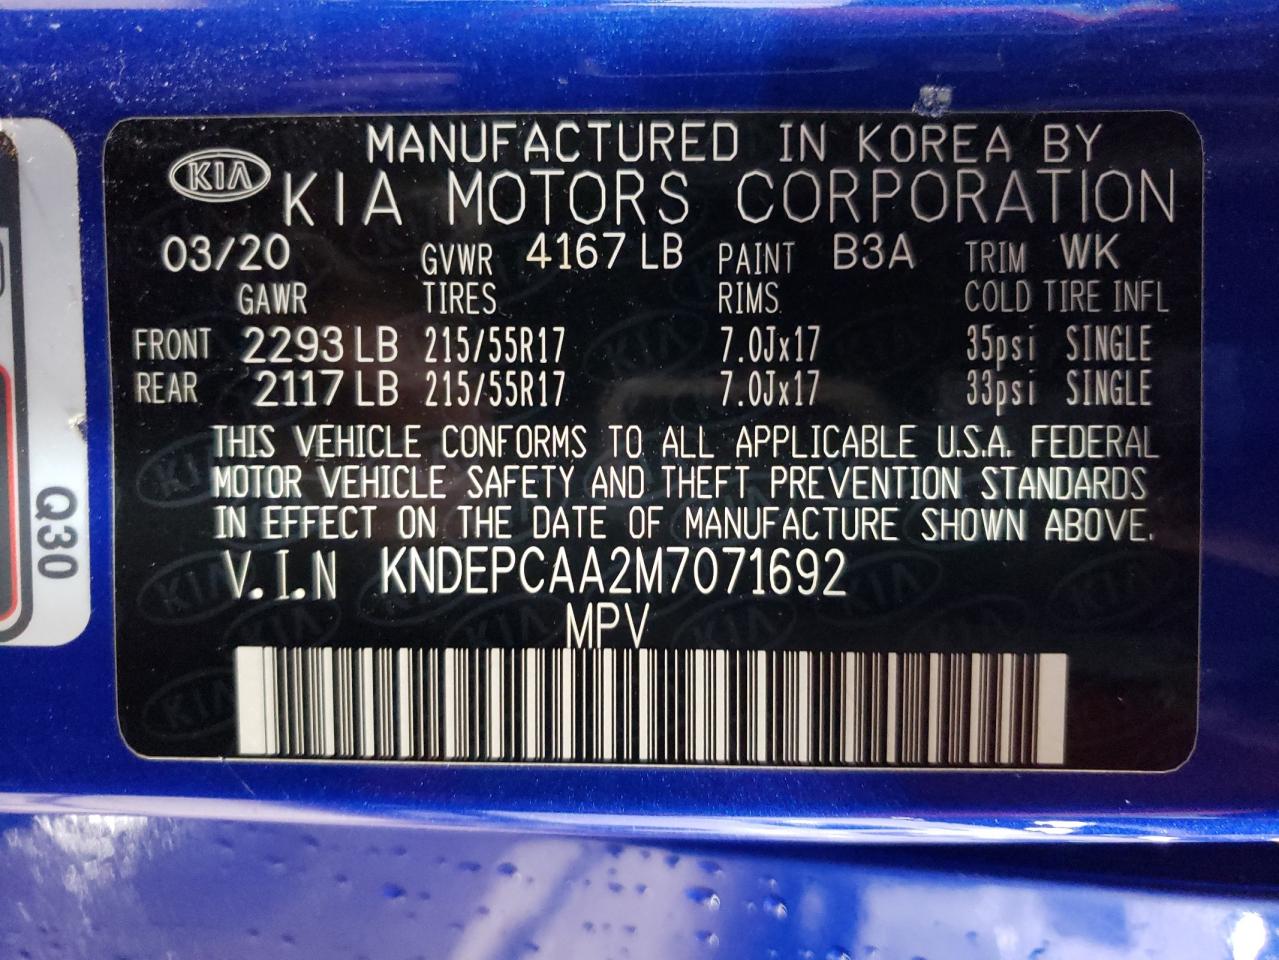 MANUFACTURED IN KOREA BY
KIA KIA MOTORS CORPORATION
03/20 GVWR 4167 LB PAINT B3A TRIM WK
GAWR TIRES RIMS COLD TIRE INFL
FRONT 2293 LB 215/55R17 7.0Jx17 35psi SINGLE
REAR 2117 LB 215/55R17 7.0Jx17 33psi SINGLE
THIS VEHICLE CONFORMS TO ALL APPLICABLE U.S.A. FEDERAL
MOTOR VEHICLE SAFETY AND THEFT PREVENTION STANDARDS
IN EFFECT ON THE DATE OF MANUFACTURE SHOWN ABOVE.
V.I.N KNDEPCAA2M7071692
MPV
Q30